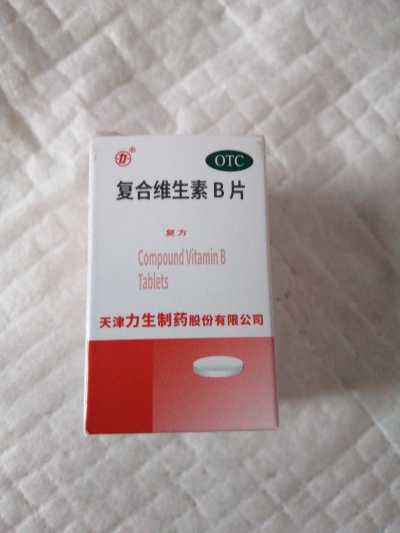 力®
OTC
复合维生素 B 片
复方
Compound Vitamin B
Tablets
天津力生制药股份有限公司